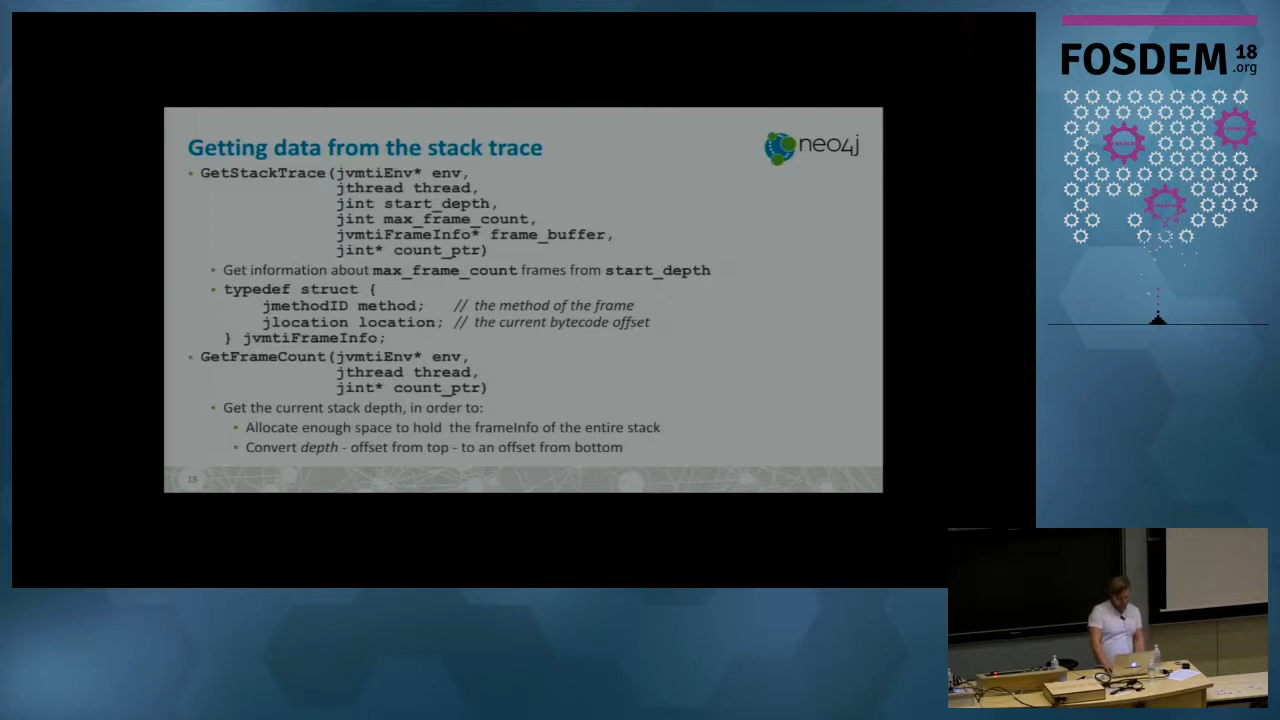 Getting data from the stack trace
neo4j
• GetStackTrace(jvmtiEnv* env,
jthread thread,
jint start_depth,
jint max_frame_count,
jvmtiFrameInfo* frame_buffer,
jint* count_ptr)
• Get information about max_frame_count frames from start_depth
• typedef struct {
jmethodID method; // the method of the frame
jlocation location; // the current bytecode offset
} jvmtiFrameInfo;
• GetFrameCount(jvmtiEnv* env,
jthread thread,
jint* count_ptr)
• Get the current stack depth, in order to:
• Allocate enough space to hold the frameInfo of the entire stack
• Convert depth - offset from top - to an offset from bottom
18
FOSDEM 18
.org